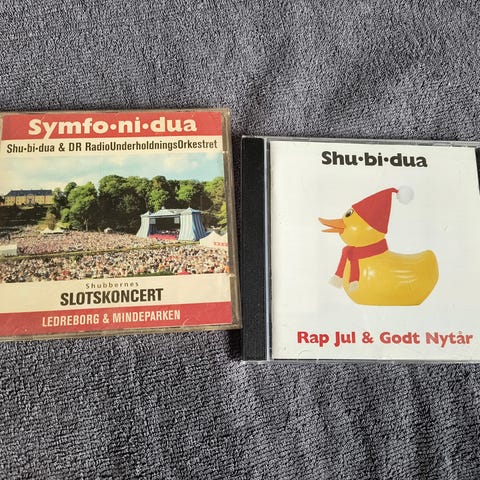 Symfo•ni•dua
Shu•bi•dua & DR RadioUnderholdningsOrkestret
Shubbernes
SLOTSKONCERT
LEDREBORG & MINDEPARKEN
Shu•bi•dua
Rap Jul & Godt Nytår